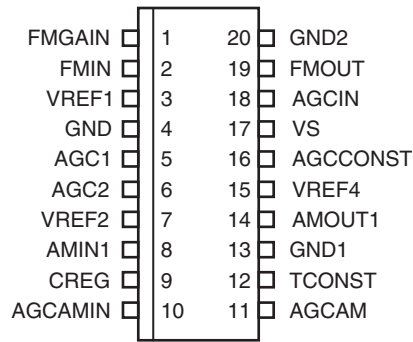 FMGAIN 1 20 GND2
FMIN 2 19 FMOUT
VREF1 3 18 AGCIN
GND 4 17 VS
AGC1 5 16 AGCCONST
AGC2 6 15 VREF4
VREF2 7 14 AMOUT1
AMIN1 8 13 GND1
CREG 9 12 TCONST
AGCAMIN 10 11 AGCAM